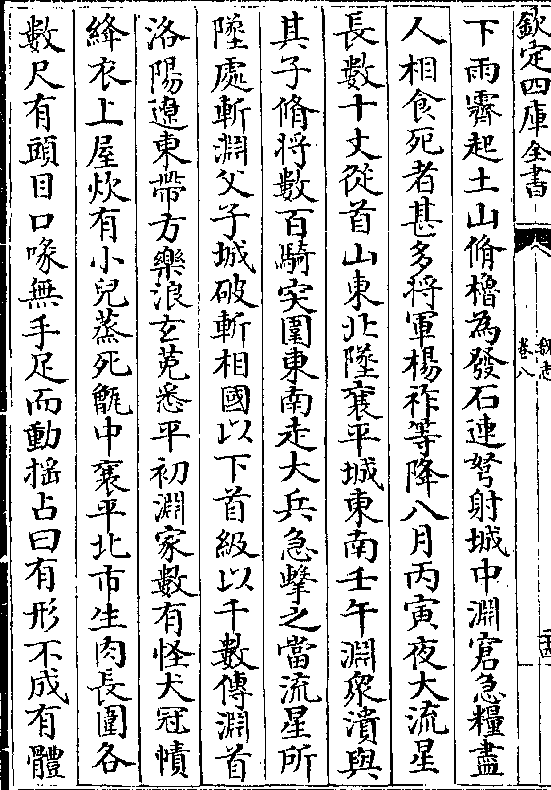 欽定四庫全書
魏志
卷八
下雨霽起土山脩櫓為發石連弩射城中淵窘急糧盡
人相食死者甚多將軍楊祚等降八月丙寅夜大流星
長數十丈從首山東北墜襄平城東南壬午淵衆潰與
其子脩將數百騎突圍東南走大兵急擊之當流星所
墜處斬淵父子城破斬相國以下首級以千數傳淵首
洛陽遼東帶方樂浪玄菟悉平初淵家數有怪犬冠幘
絳衣上屋炊有小兒蒸死甑中襄平北市生肉長圍各
數尺有頭目口喙無手足而動揺占曰有形不成有體